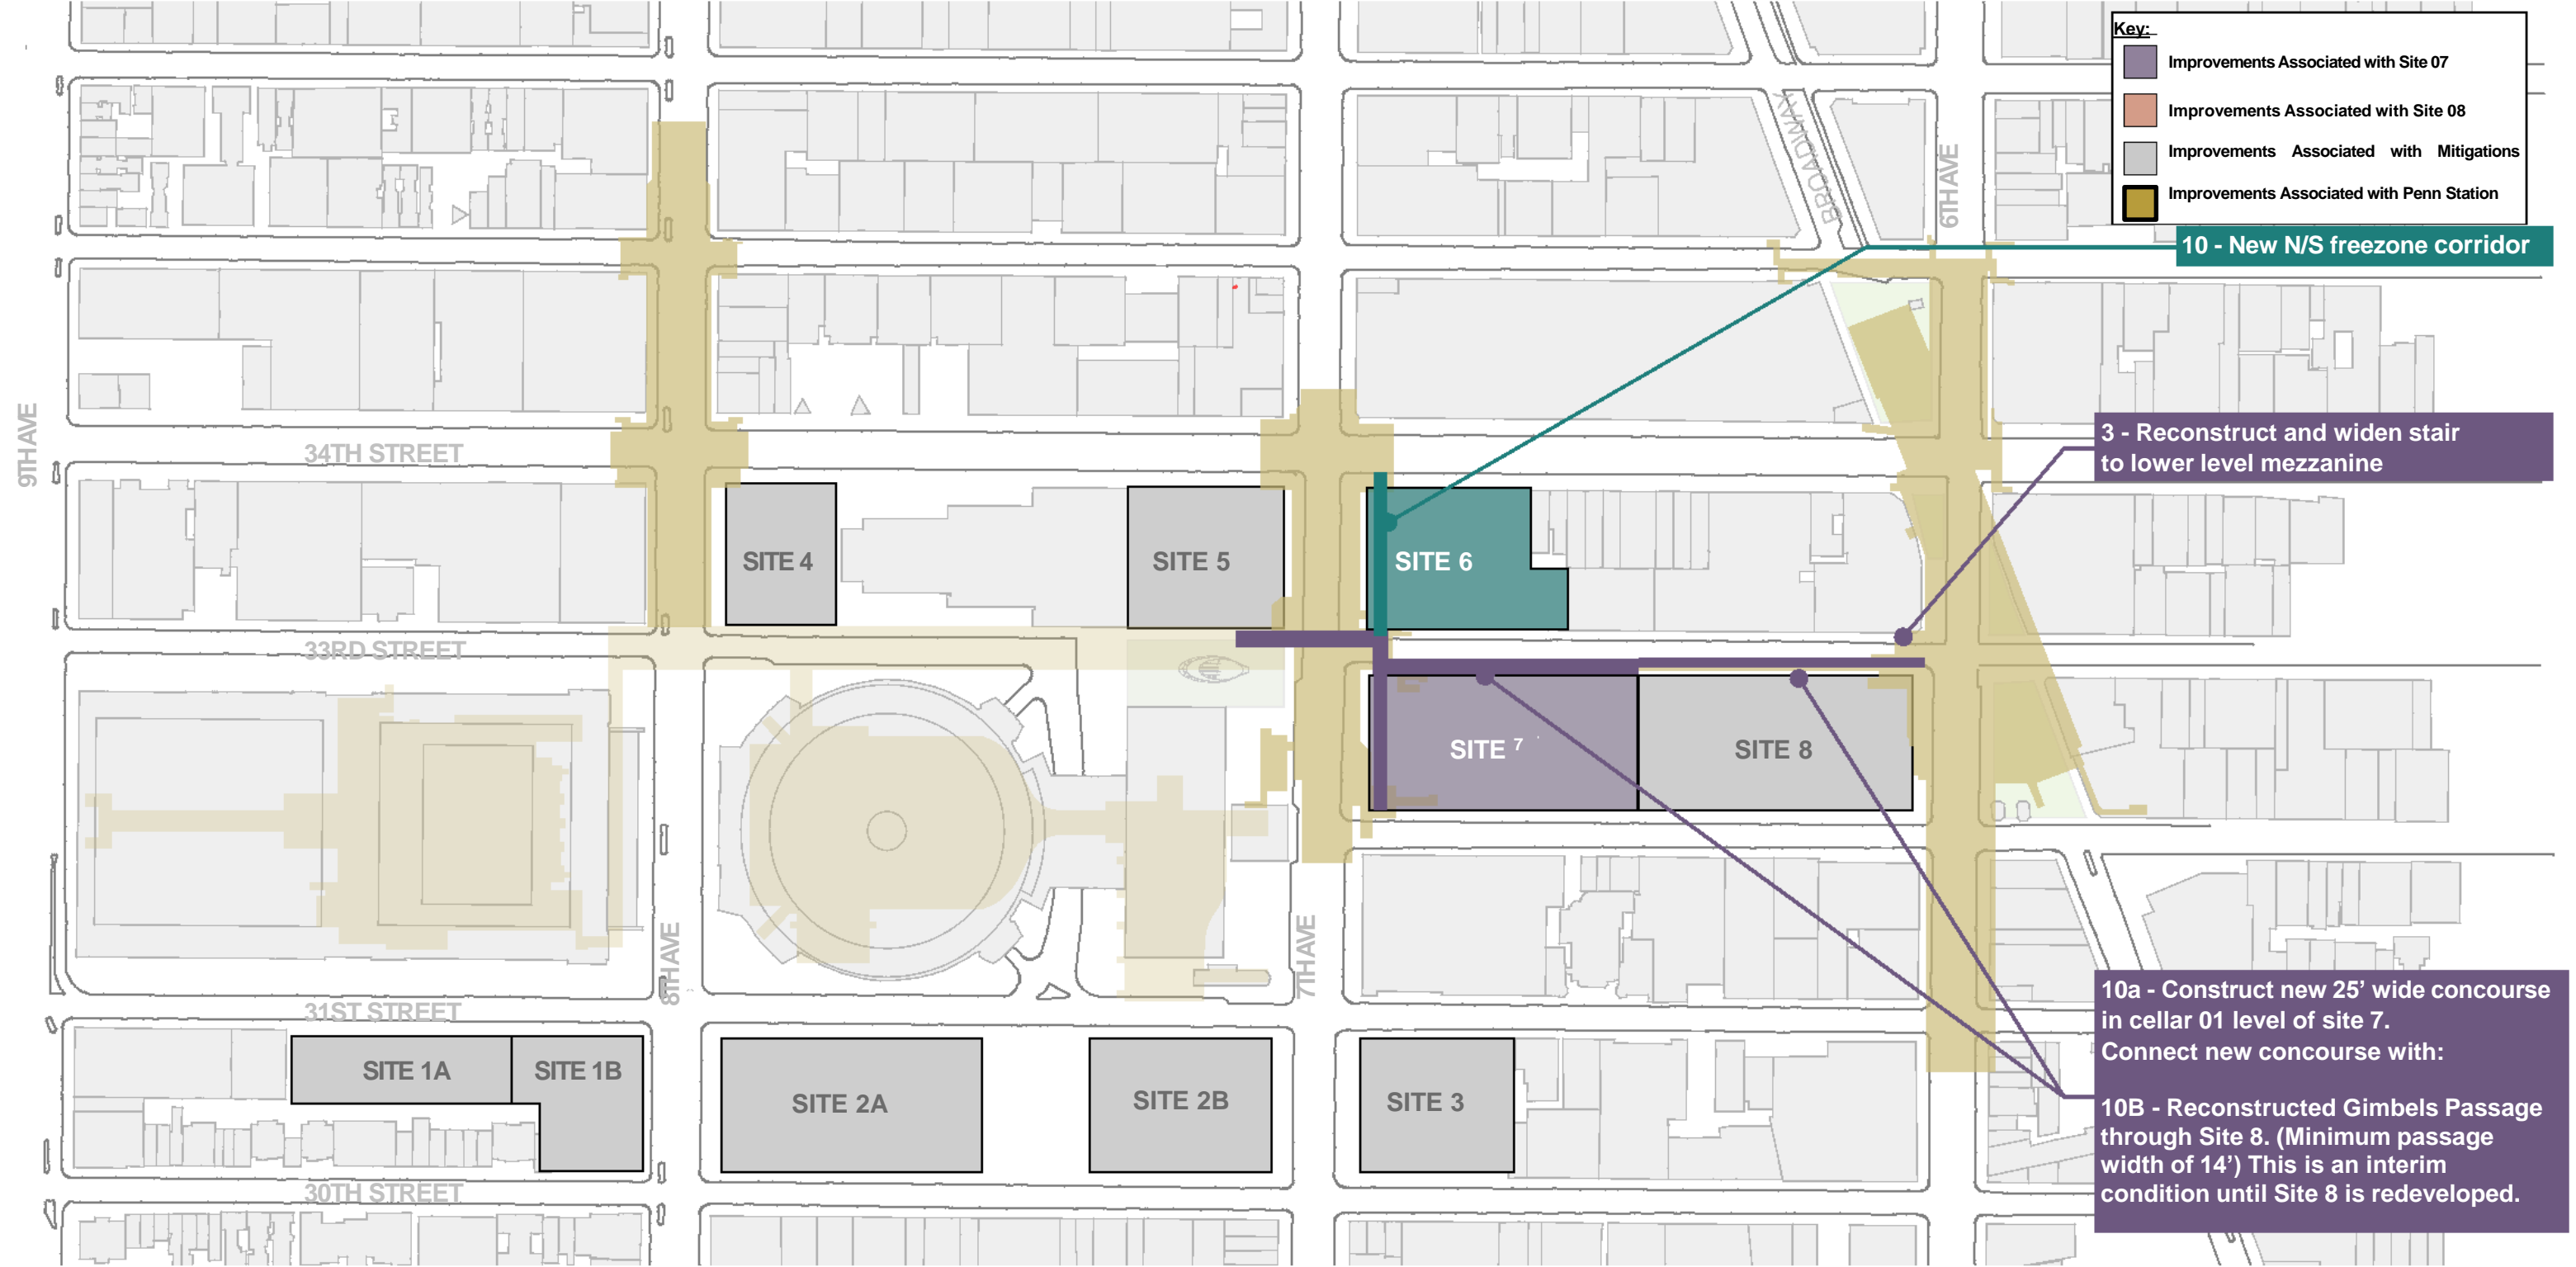 Key:
Improvements Associated with Site 07
Improvements Associated with Site 08
Improvements Associated with Mitigations
Improvements Associated with Penn Station
BROADWAY
6TH AVE
10 - New N/S freezone corridor
9TH AVE
34TH STREET
3 - Reconstruct and widen stair
to lower level mezzanine
SITE 4
SITE 5
SITE 6
33RD STREET
SITE 7
SITE 8
8TH AVE
7TH AVE
31ST STREET
10a - Construct new 25’ wide concourse
in cellar 01 level of site 7.
Connect new concourse with:
10B - Reconstructed Gimbels Passage
through Site 8. (Minimum passage
width of 14’) This is an interim
condition until Site 8 is redeveloped.
SITE 1A
SITE 1B
SITE 2A
SITE 2B
SITE 3
30TH STREET